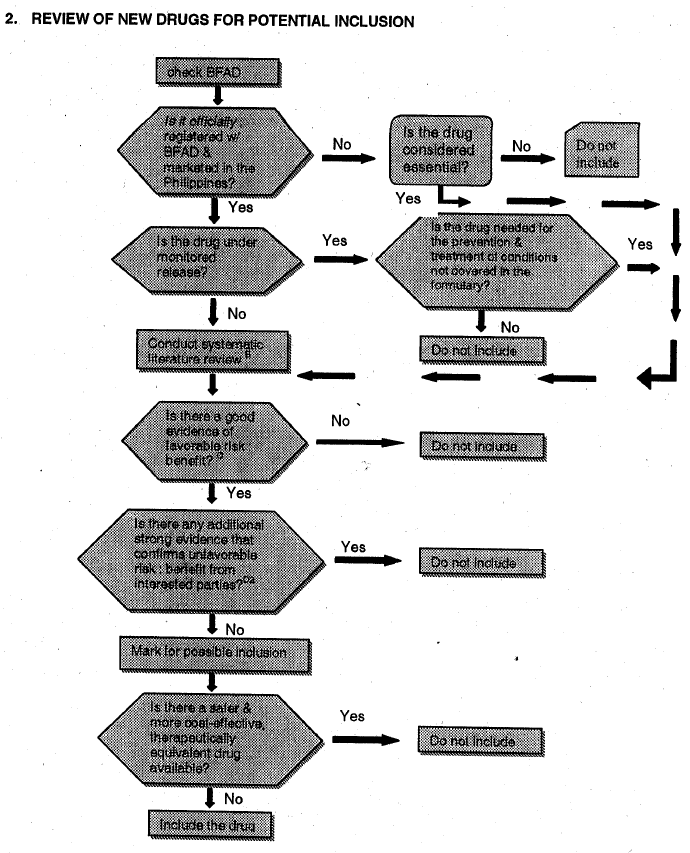 2. REVIEW OF NEW DRUGS FOR POTENTIAL INCLUSION
check BFAD
Is it officially
registered w/
BFAD &
marketed in the
Philippines?
No
Is the drug
considered
essential?
No
Do not
include
Yes
Yes
Is the drug under
monitored
release?
Yes
Is the drug needed for
the prevention &
treatment of conditions
not covered in the
formulary?
Yes
No
No
Conduct systematic
literature review
Do not include
Is there a good
evidence of
favorable risk
benefit?
No
Do not include
Yes
Is there any additional
strong evidence that
confirms unfavorable
risk : benefit from
interested parties?
Yes
Do not include
No
Mark for possible inclusion
Is there a safer &
more cost-effective,
therapeutically
equivalent drug
available?
Yes
Do not include
No
Include the drug